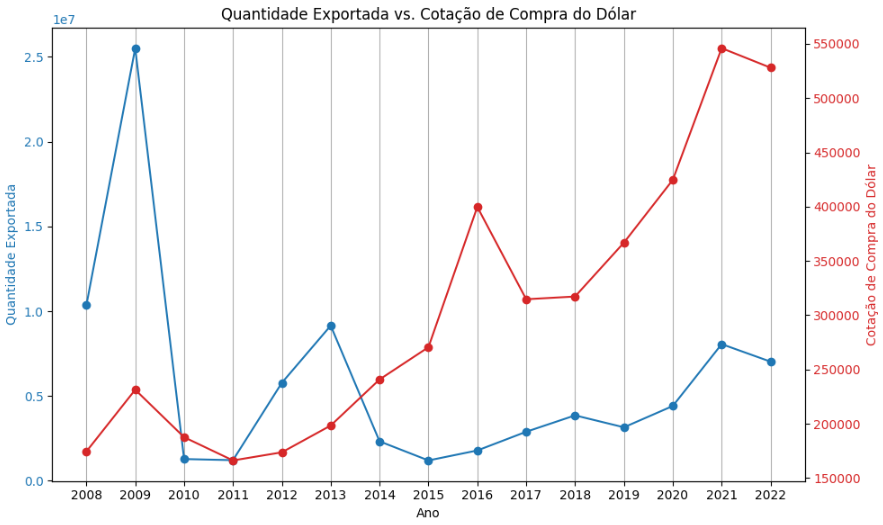 Quantidade Exportada vs. Cotação de Compra do Dólar
1e7
2.5
2.0
1.5
1.0
0.5
0.0
Quantidade Exportada
550000
500000
450000
400000
350000
300000
250000
200000
150000
Cotação de Compra do Dólar
2008 2009 2010 2011 2012 2013 2014 2015 2016 2017 2018 2019 2020 2021 2022
Ano